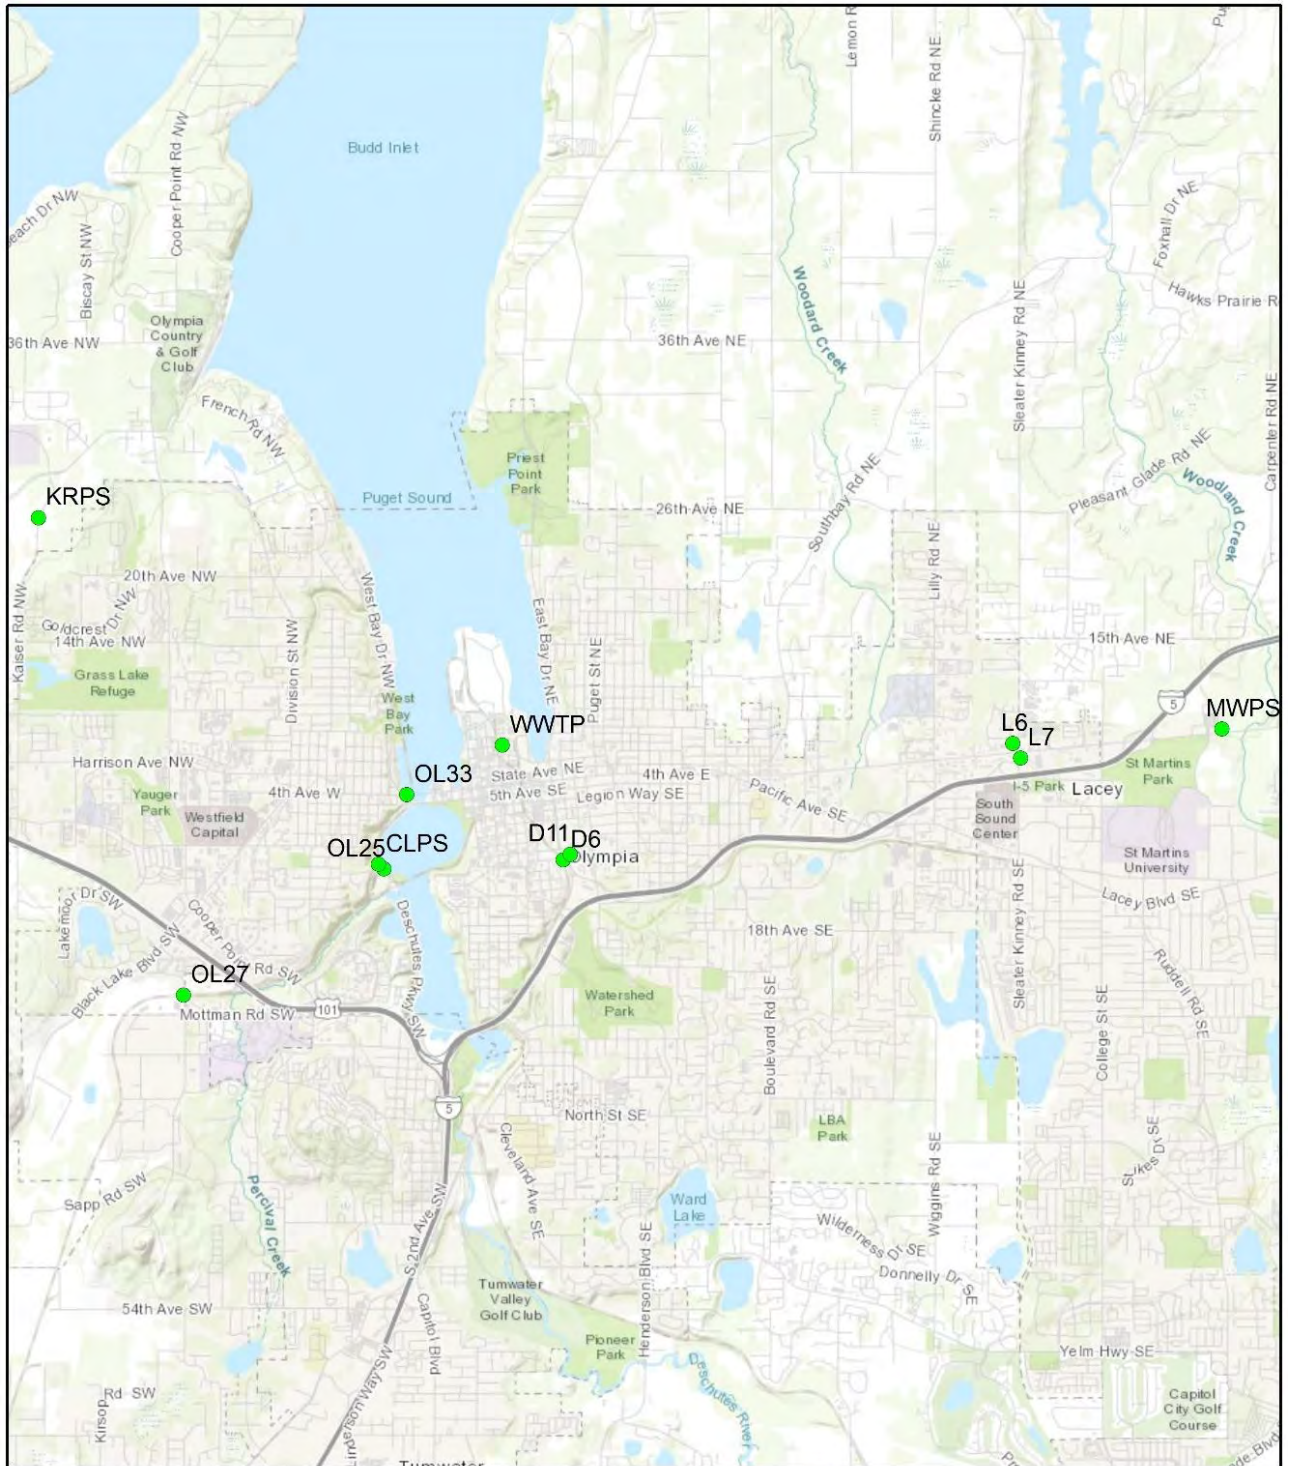 Lemon R
Shincke Rd NE
Cooper Point Rd NW
Budd Inlet
each Dr NW
Biscay St NW
Foxhall Dr NE
Hawks Prairie R
Woodard Creek
Olympia
Country
& Golf
Club
36th Ave NW
36th Ave NE
Sleater Kinney Rd NE
Carpenter Rd NE
French Rd NW
Priest
Point
Park
Puget Sound
KRPS
26th Ave NE
Southbay Rd NE
Pleasant Glade Rd NE
Woodland Creek
Lilly Rd NE
20th Ave NW
Kaiser Rd NW
Goldcrest Dr NW
14th Ave NW
Grass Lake
Refuge
Division St NW
West Bay Dr NW
East Bay Dr NE
Puget St NE
15th Ave NE
West
Bay
Park
WWTP
5
MWPS
L6
L7
Harrison Ave NW
OL33
State Ave NE
4th Ave E
St Martins
Park
Yauger
Park
4th Ave W
5th Ave SE
Legion Way SE
Pacific Ave SE
I-5 Park
Lacey
Westfield
Capital
South
Sound
Center
OL25
CLPS
D11
D6
Olympia
St Martins
University
Lacey Blvd SE
Lakemoor Dr SW
Cooper Point Rd SW
Deschutes Pkwy SW
18th Ave SE
Black Lake Blvd SW
OL27
Mottman Rd SW
101
Watershed
Park
Boulevard Rd SE
Sleater Kinney Rd SE
College St SE
Ruddell Rd SE
5
North St SE
LBA
Park
Cleveland Ave SE
Wiggins Rd SE
Sapp Rd SW
Percival Creek
S 2nd Ave SW
Ward
Lake
Wilderness Dr SE
Donnelly Dr SE
Henderson Blvd SE
54th Ave SW
Tumwater
Valley
Golf Club
Capitol Blvd
Pioneer
Park
Deschutes River
Yelm Hwy SE
Kirsop Rd SW
Capitol
City Golf
Course
Tumwater